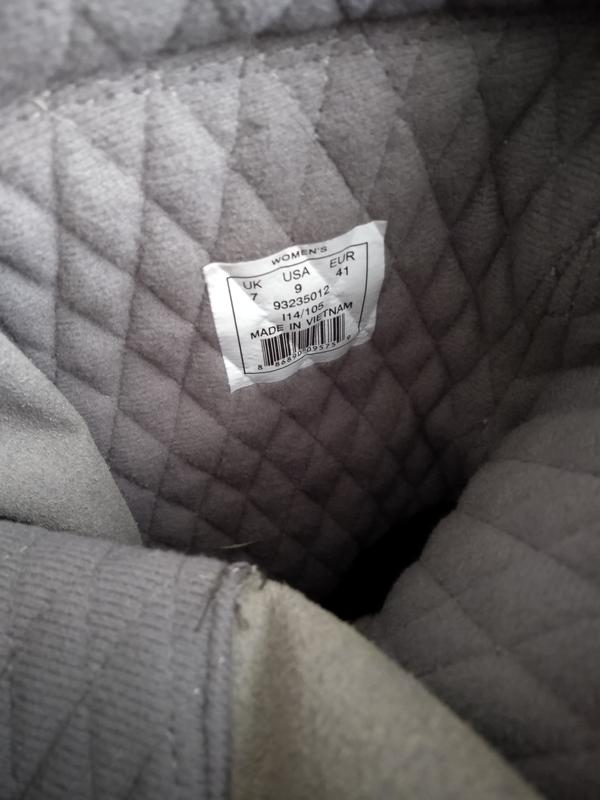 WOMEN'S
UK USA EUR
7 9 41
93235012
I14/105
MADE IN VIETNAM